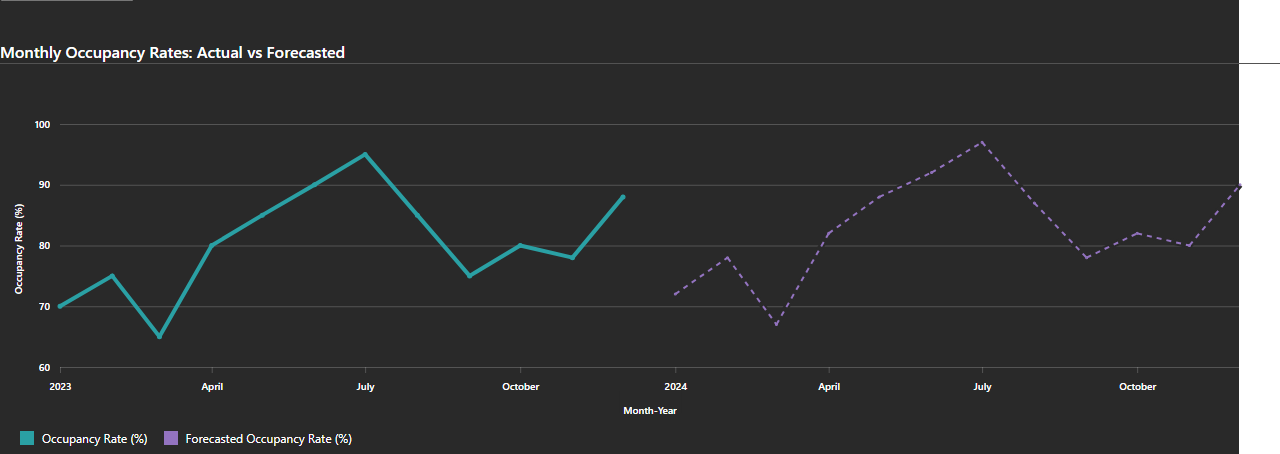 Monthly Occupancy Rates: Actual vs Forecasted
100
90
80
70
60
Occupancy Rate (%)
2023 April July October 2024 April July October
Month-Year
Occupancy Rate (%) Forecasted Occupancy Rate (%)